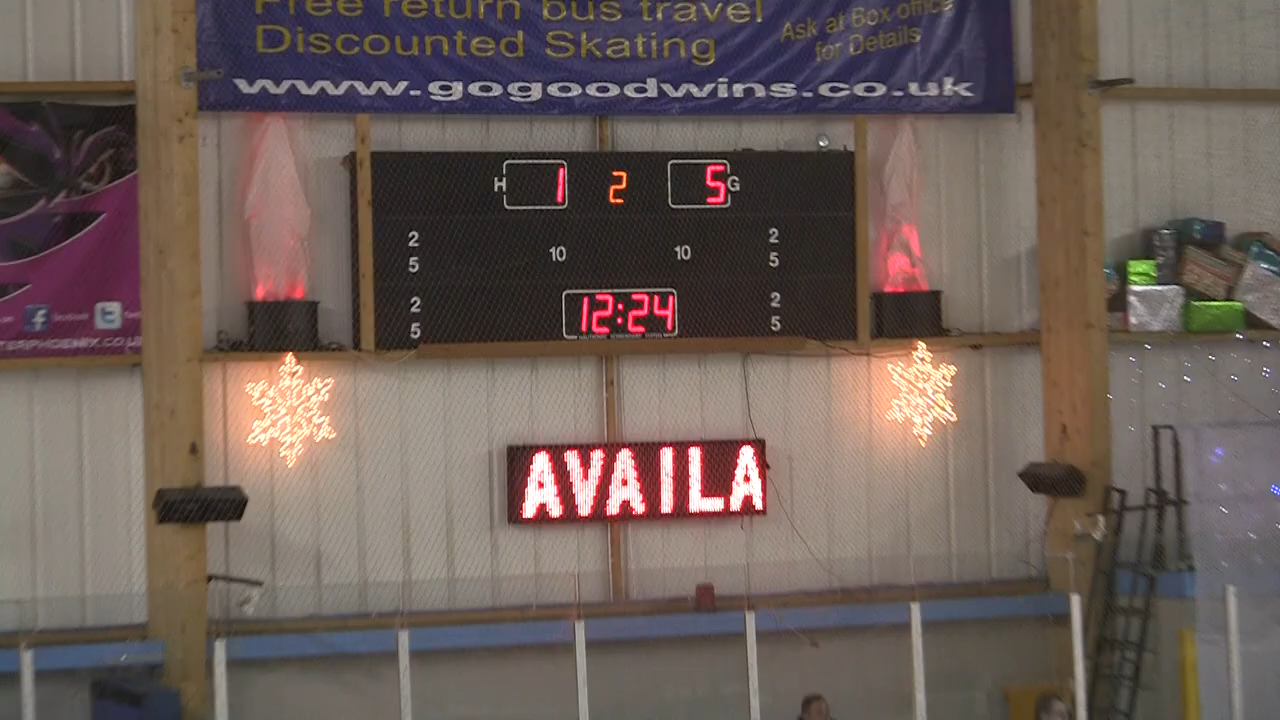 Free return bus travel
Discounted Skating
Ask at Box office
for Details
www.gogoodwins.co.uk
H 1 2 5 G
2 10 10 2
5 5
2 12:24 2
5 5
AVAILA